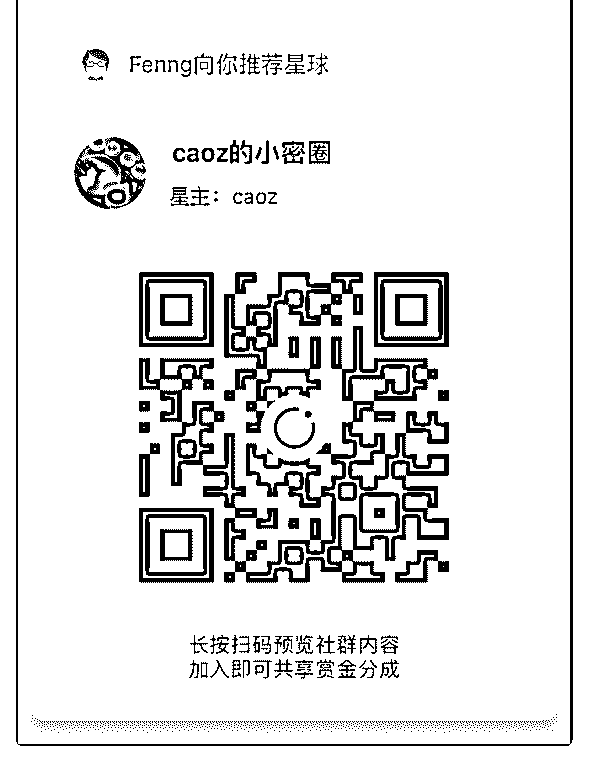 Fenng向你推荐星球
caoz的小密圈
星主：caoz
长按扫码预览社群内容
加入即可共享赏金分成